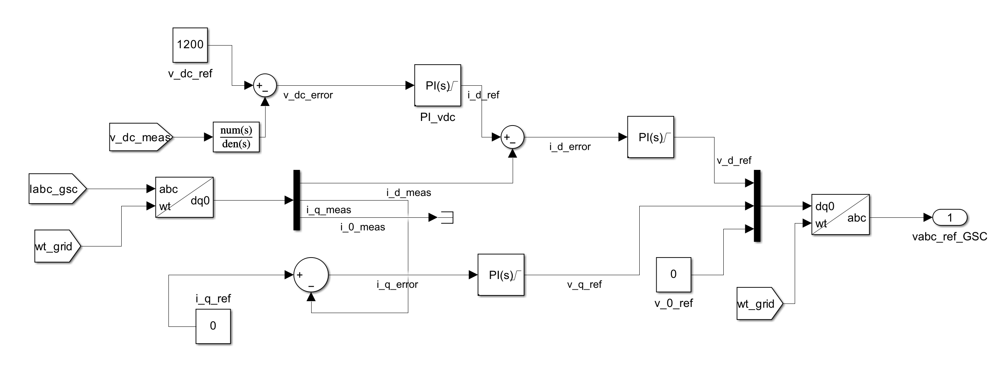 1200
v_dc_ref
+
−
v_dc_error
PI(s)
i_d_ref
PI_vdc
v_dc_meas
num(s)
den(s)
+
−
i_d_error
PI(s)
v_d_ref
Iabc_gsc
abc
wt
dq0
i_d_meas
i_q_meas
i_0_meas
wt_grid
dq0
wt
abc
1
vabc_ref_GSC
+
−
i_q_error
PI(s)
v_q_ref
0
v_0_ref
i_q_ref
0
wt_grid